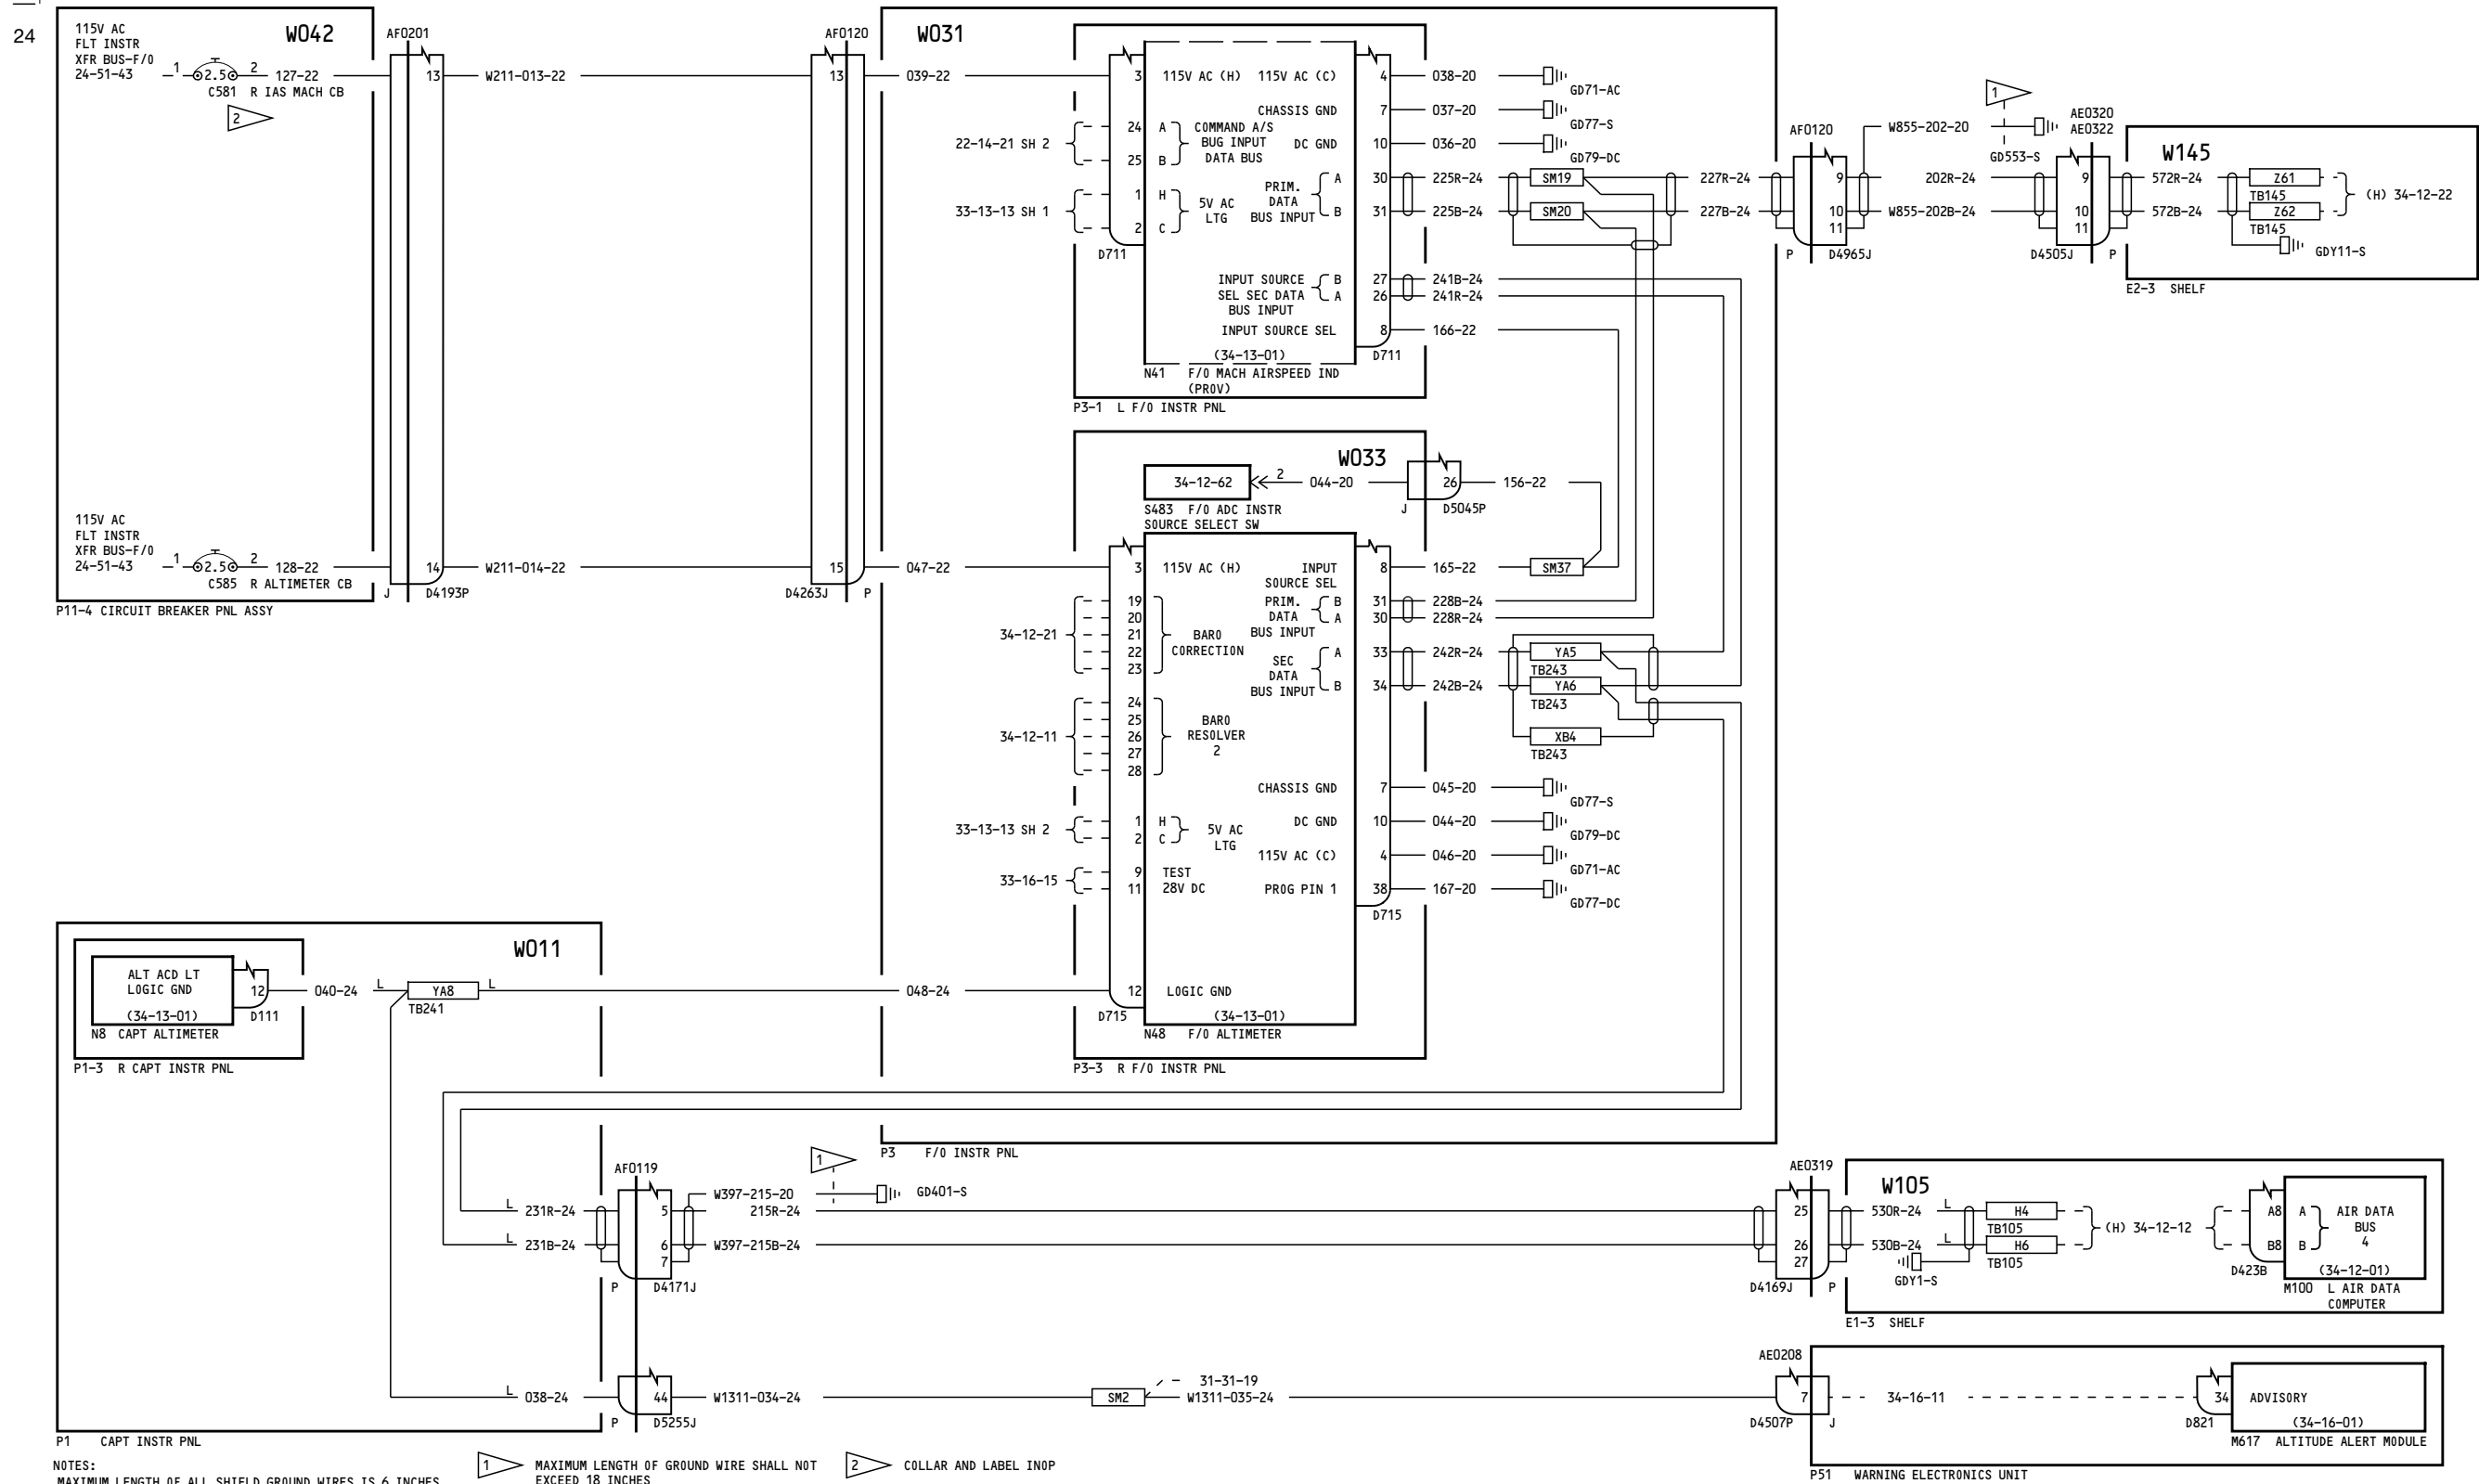 24
115V AC
FLT INSTR
XFR BUS-F/O
24-51-43
1
2.5
2
127-22
C581 R IAS MACH CB
2
W042
AF0201
13
W211-013-22
AF0120
13
W031
039-22
3
115V AC (H)
115V AC (C)
4
038-20
GD71-AC
CHASSIS GND
7
037-20
GD77-S
22-14-21 SH 2
24
A
25
B
COMMAND A/S
BUG INPUT
DATA BUS
DC GND
10
036-20
GD79-DC
33-13-13 SH 1
1
H
2
C
5V AC
LTG
PRIM.
DATA
BUS INPUT
A
B
30
225R-24
SM19
227R-24
31
225B-24
SM20
227B-24
D711
INPUT SOURCE
SEL SEC DATA
BUS INPUT
B
A
27
241B-24
26
241R-24
INPUT SOURCE SEL
8
166-22
(34-13-01)
D711
N41 F/O MACH AIRSPEED IND
(PROV)
P3-1 L F/O INSTR PNL
AF0120
9
10
11
P
D4965J
W855-202-20
1
GD553-S
202R-24
W855-202B-24
AE0320
AE0322
9
10
11
D4505J
P
W145
572R-24
Z61
TB145
572B-24
Z62
TB145
GDY11-S
(H) 34-12-22
E2-3 SHELF
115V AC
FLT INSTR
XFR BUS-F/O
24-51-43
1
2.5
2
128-22
C585 R ALTIMETER CB
P11-4 CIRCUIT BREAKER PNL ASSY
14
J
D4193P
W211-014-22
15
D4263J
P
047-22
W033
34-12-62
2
044-20
26
156-22
S483 F/O ADC INSTR
SOURCE SELECT SW
J
D5045P
3
115V AC (H)
INPUT
SOURCE SEL
8
165-22
SM37
34-12-21
19
20
21
22
23
BARO
CORRECTION
PRIM.
DATA
BUS INPUT
B
A
31
228B-24
30
228R-24
SEC
DATA
BUS INPUT
A
B
33
242R-24
YA5
TB243
34
242B-24
YA6
TB243
XB4
TB243
34-12-11
24
25
26
27
28
BARO
RESOLVER
2
CHASSIS GND
7
045-20
GD77-S
33-13-13 SH 2
1
H
2
C
5V AC
LTG
DC GND
10
044-20
GD79-DC
115V AC (C)
4
046-20
GD71-AC
33-16-15
9
11
TEST
28V DC
PROG PIN 1
38
167-20
GD77-DC
D715
W011
ALT ACD LT
LOGIC GND
12
(34-13-01)
D111
N8 CAPT ALTIMETER
P1-3 R CAPT INSTR PNL
040-24
L
YA8
L
TB241
048-24
12
LOGIC GND
D715
(34-13-01)
N48 F/O ALTIMETER
P3-3 R F/O INSTR PNL
P3 F/O INSTR PNL
AF0119
L
231R-24
5
L
231B-24
6
7
P
D4171J
W397-215-20
1
GD401-S
215R-24
W397-215B-24
AE0319
25
26
27
D4169J
P
W105
530R-24
L
H4
TB105
530B-24
L
H6
TB105
GDY1-S
(H) 34-12-12
A8
A
B8
B
AIR DATA
BUS
4
D423B
(34-12-01)
M100 L AIR DATA
COMPUTER
E1-3 SHELF
L
038-24
44
P
D5255J
W1311-034-24
SM2
31-31-19
W1311-035-24
AE0208
7
D4507P
J
34-16-11
34
ADVISORY
D821
(34-16-01)
M617 ALTITUDE ALERT MODULE
P51 WARNING ELECTRONICS UNIT
P1 CAPT INSTR PNL
NOTES:
MAXIMUM LENGTH OF ALL SHIELD GROUND WIRES IS 6 INCHES
1
MAXIMUM LENGTH OF GROUND WIRE SHALL NOT
EXCEED 18 INCHES
2
COLLAR AND LABEL INOP